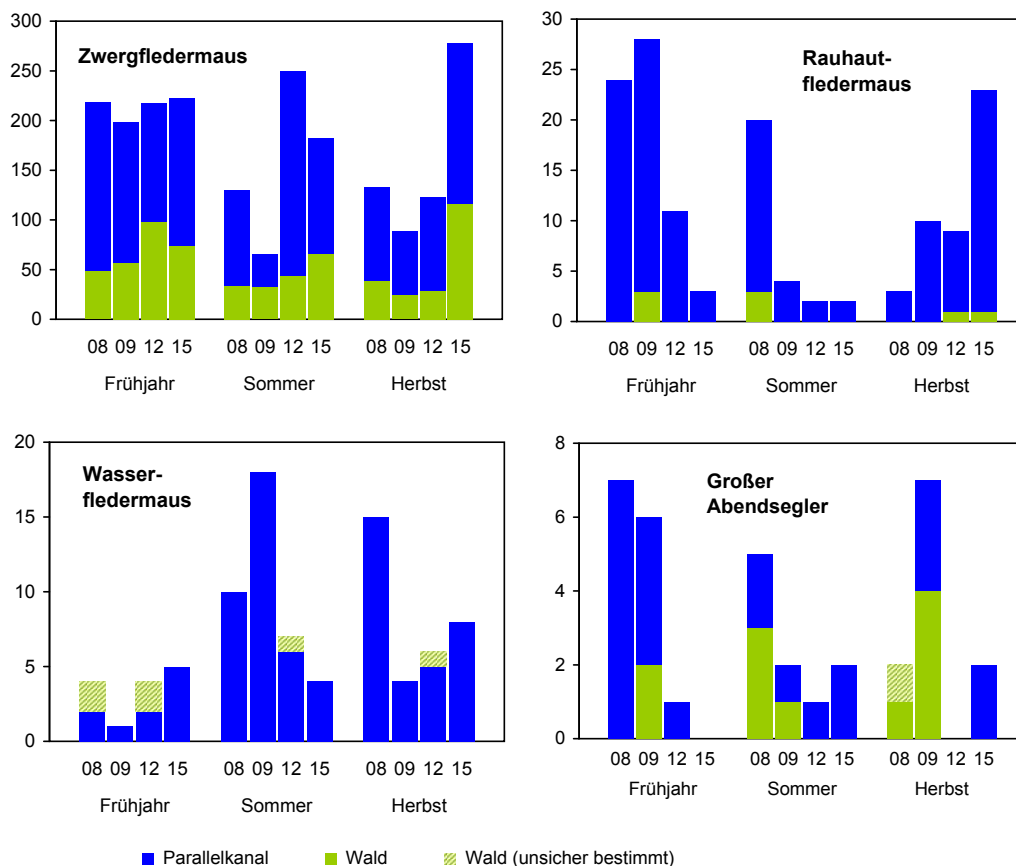 300
250
200
150
100
50
0
Zwergfledermaus
08 09 12 15 08 09 12 15 08 09 12 15
Frühjahr Sommer Herbst
30
25
20
15
10
5
0
Rauhaut-
fledermaus
08 09 12 15 08 09 12 15 08 09 12 15
Frühjahr Sommer Herbst
20
15
10
5
0
Wasser-
fledermaus
08 09 12 15 08 09 12 15 08 09 12 15
Frühjahr Sommer Herbst
8
6
4
2
0
Großer
Abendsegler
08 09 12 15 08 09 12 15 08 09 12 15
Frühjahr Sommer Herbst
Parallelkanal Wald Wald (unsicher bestimmt)